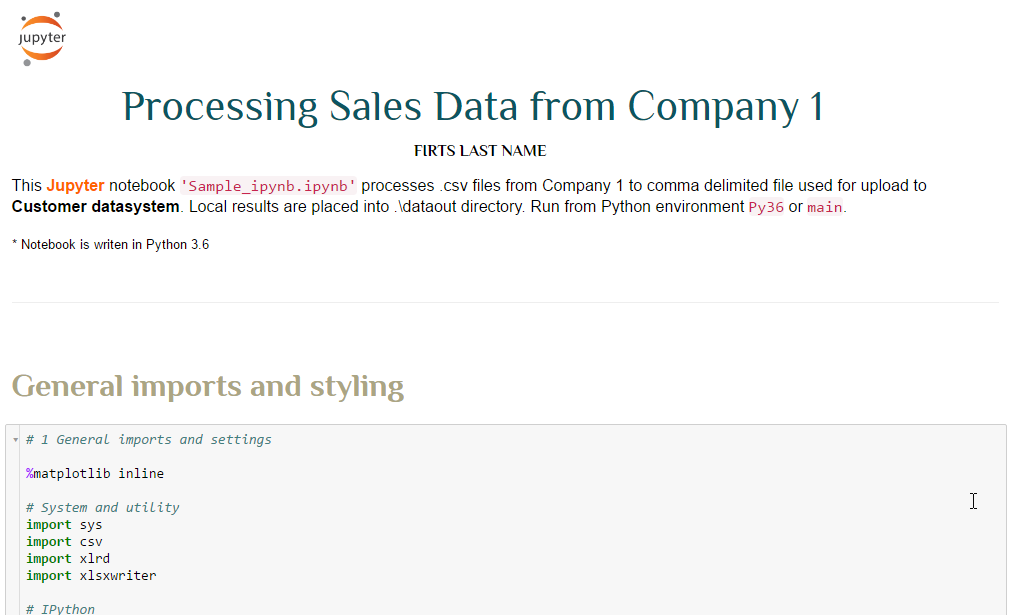 jupyter
Processing Sales Data from Company 1
FIRTS LAST NAME
This Jupyter notebook 'Sample_ipynb.ipynb' processes .csv files from Company 1 to comma delimited file used for upload to
Customer datasystem. Local results are placed into .\dataout directory. Run from Python environment Py36 or main.
* Notebook is writen in Python 3.6
General imports and styling
# 1 General imports and settings
%matplotlib inline
# System and utility
import sys
import csv
import xlrd
import xlsxwriter
# IPython